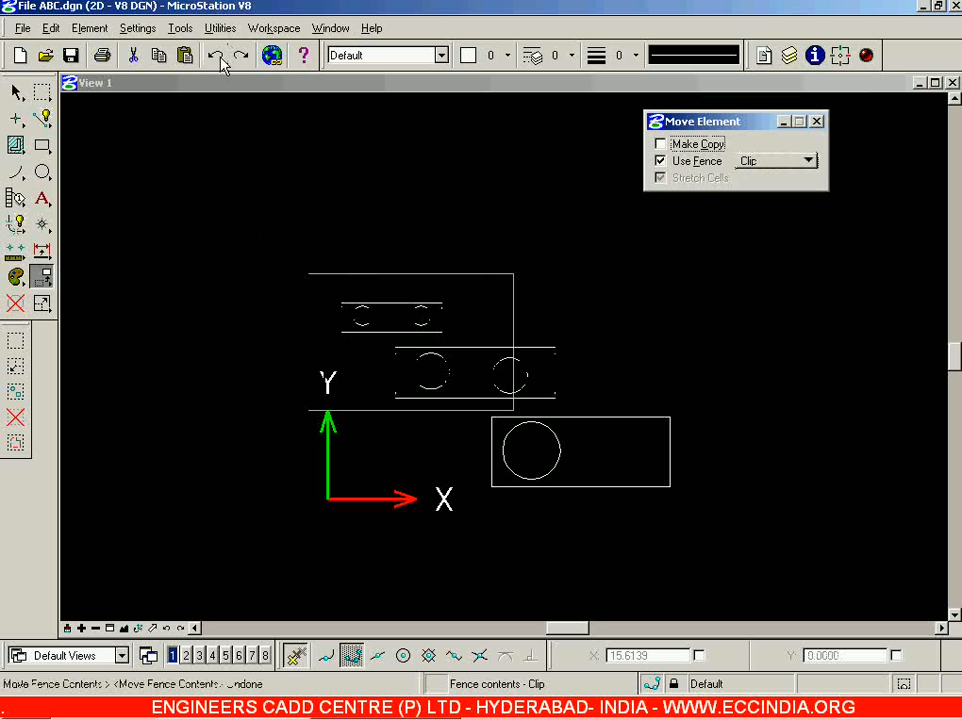 File ABC.dgn (2D - V8 DGN) - MicroStation V8
File Edit Element Settings Tools Utilities Workspace Window Help
Default 0 0 0
View 1
Move Element
Make Copy
Use Fence Clip
Stretch Cells
Y
X
Default Views 1 2 3 4 5 6 7 8 X: 15.6139 Y: 0.0000
Move Fence Contents > <Move Fence Contents - undone Fence contents - Clip Default
. ENGINEERS CADD CENTRE (P) LTD - HYDERABAD- INDIA - WWW.ECCINDIA.ORG